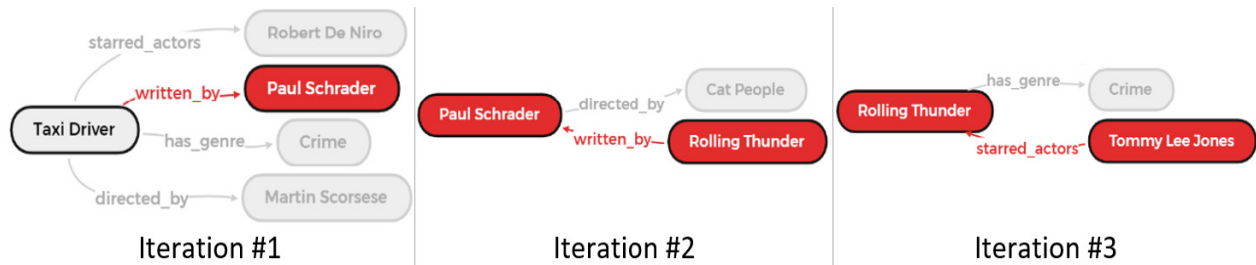 starred_actors
Robert De Niro
written_by
Paul Schrader
Taxi Driver
has_genre
Crime
directed_by
Martin Scorsese
Iteration #1
Paul Schrader
directed_by
Cat People
written_by
Rolling Thunder
Iteration #2
Rolling Thunder
has_genre
Crime
starred_actors
Tommy Lee Jones
Iteration #3